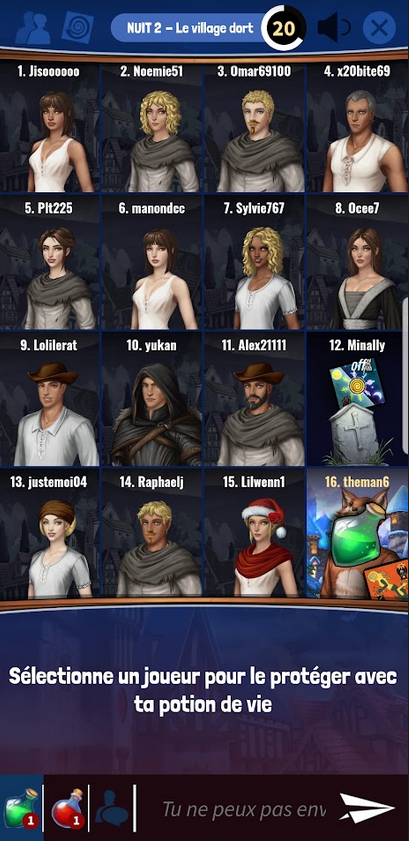 NUIT 2 – Le village dort
20
1. Jisoooooo
2. Noemie51
3. Omar69100
4. x20bite69
5. Plt225
6. manondcc
7. Sylvie767
8. Ocee7
9. Lolilerat
10. yukan
11. Alex21111
12. Minally
13. justemoi04
14. Raphaelj
15. Lilwenn1
16. theman6
Sélectionne un joueur pour le protéger avec
ta potion de vie
1
1
Tu ne peux pas env